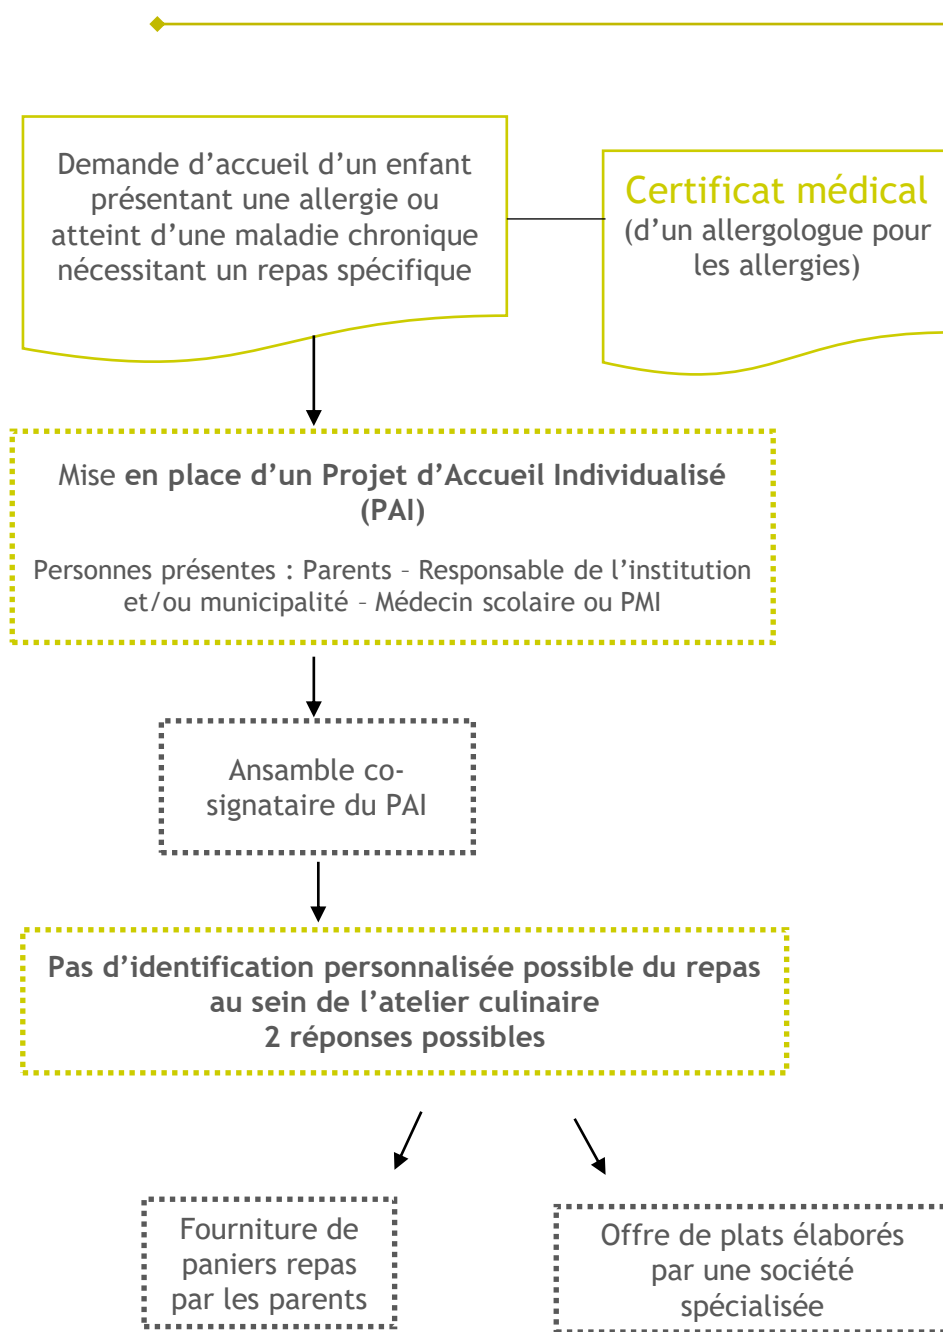 Demande d’accueil d’un enfant
présentant une allergie ou
atteint d’une maladie chronique
nécessitant un repas spécifique
Certificat médical
(d’un allergologue pour
les allergies)
Mise en place d’un Projet d’Accueil Individualisé
(PAI)
Personnes présentes : Parents – Responsable de l’institution
et/ou municipalité – Médecin scolaire ou PMI
Ansamble co-
signataire du PAI
Pas d’identification personnalisée possible du repas
au sein de l’atelier culinaire
2 réponses possibles
Fourniture de
paniers repas
par les parents
Offre de plats élaborés
par une société
spécialisée